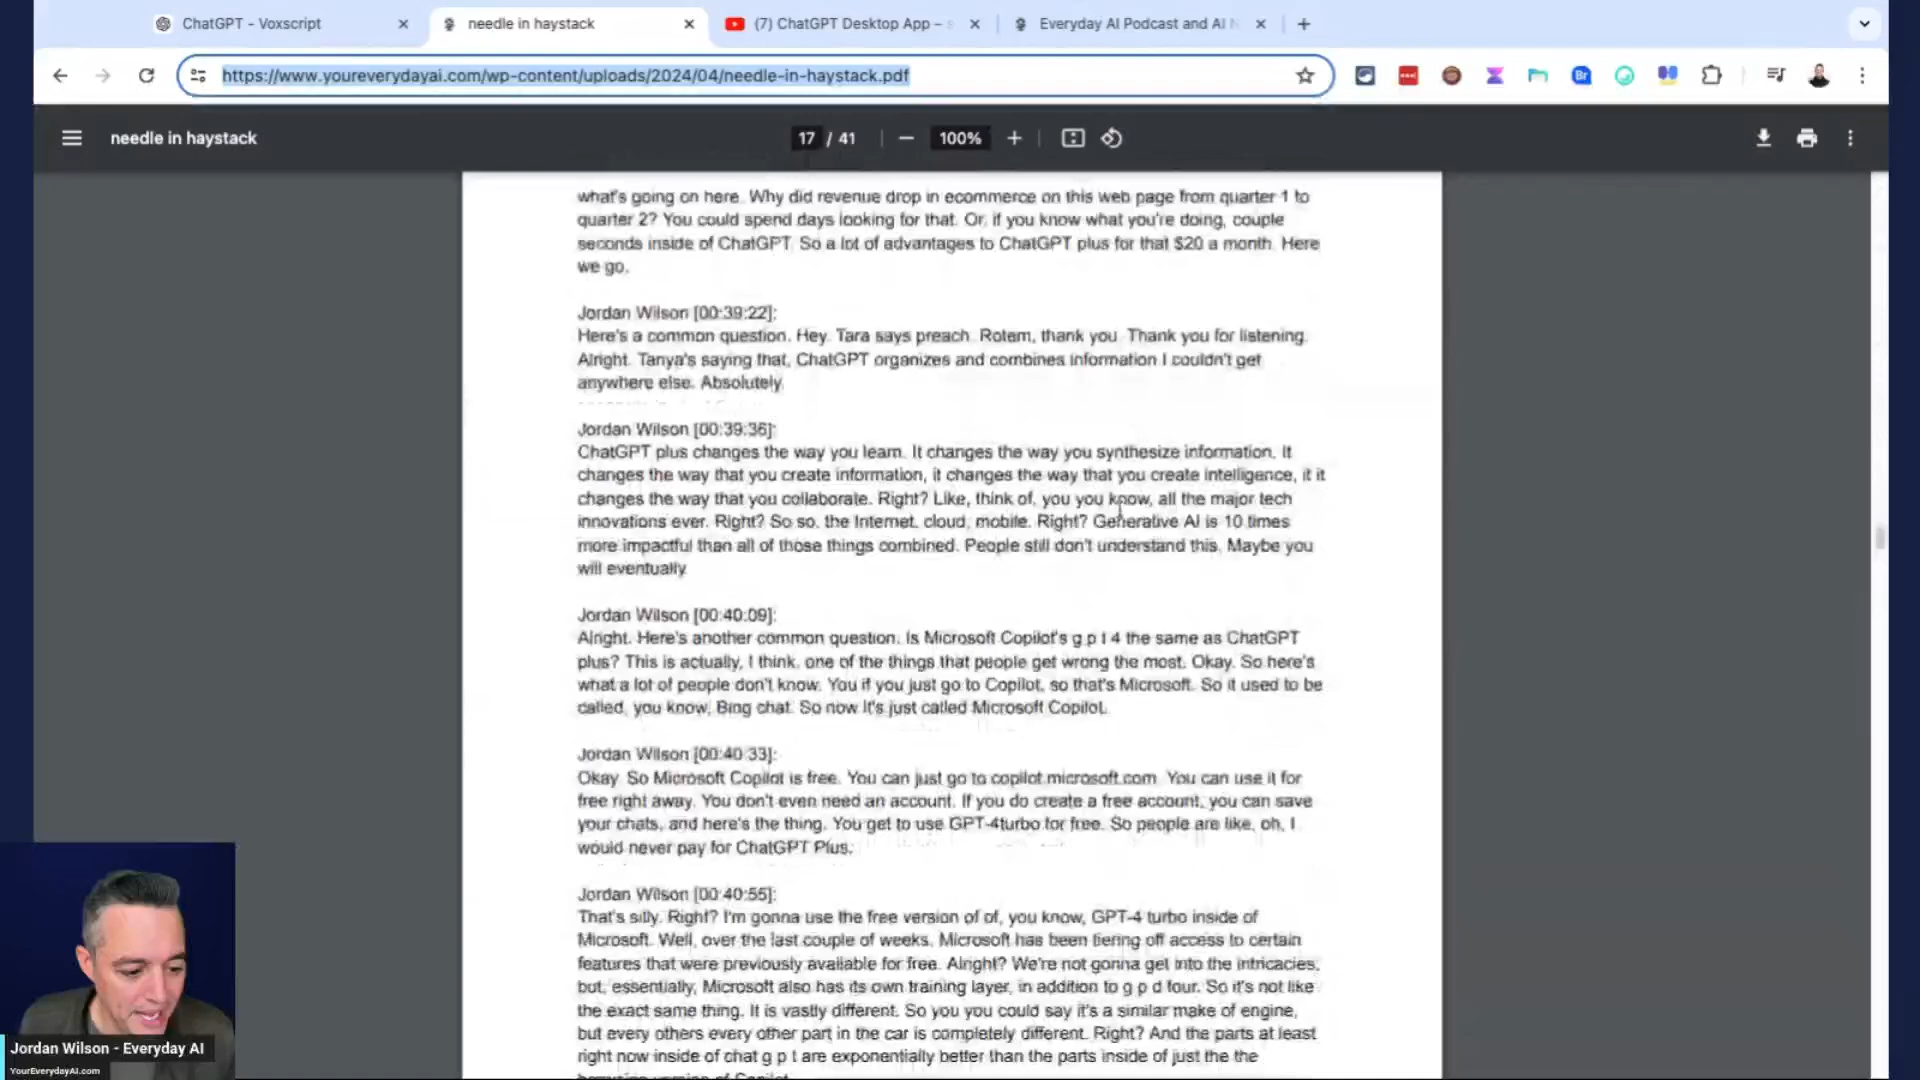 ChatGPT - Voxscript
needle in haystack
(7) ChatGPT Desktop App –
Everyday AI Podcast and AI
https://www.youreverydayai.com/wp-content/uploads/2024/04/needle-in-haystack.pdf
needle in haystack
17 / 41
100%
what's going on here. Why did revenue drop in ecommerce on this web page from quarter 1 to
quarter 2? You could spend days looking for that. Or, if you know what you're doing, couple
seconds inside of ChatGPT. So a lot of advantages to ChatGPT plus for that $20 a month. Here
we go.
Jordan Wilson [00:39:22]:
Here's a common question. Hey. Tara says preach. Rotem, thank you. Thank you for listening.
Alright. Tanya's saying that, ChatGPT organizes and combines information I couldn't get
anywhere else. Absolutely.
Jordan Wilson [00:39:36]:
ChatGPT plus changes the way you learn. It changes the way you synthesize information. It
changes the way that you create information, it changes the way that you create intelligence, it it
changes the way that you collaborate. Right? Like, think of, you you know, all the major tech
innovations ever. Right? So so, the Internet, cloud, mobile. Right? Generative AI is 10 times
more impactful than all of those things combined. People still don't understand this. Maybe you
will eventually.
Jordan Wilson [00:40:09]:
Alright. Here's another common question. Is Microsoft Copilot's g p t 4 the same as ChatGPT
plus? This is actually, I think, one of the things that people get wrong the most. Okay. So here's
what a lot of people don't know. You if you just go to Copilot, so that's Microsoft. So it used to be
called, you know, Bing chat. So now it's just called Microsoft Copilot.
Jordan Wilson [00:40:33]:
Okay. So Microsoft Copilot is free. You can just go to copilot.microsoft.com. You can use it for
free right away. You don't even need an account. If you do create a free account, you can save
your chats, and here's the thing. You get to use GPT-4turbo for free. So people are like, oh, I
would never pay for ChatGPT Plus.
Jordan Wilson [00:40:55]:
That's silly. Right? I'm gonna use the free version of of, you know, GPT-4 turbo inside of
Microsoft. Well, over the last couple of weeks, Microsoft has been tiering off access to certain
features that were previously available for free. Alright? We're not gonna get into the intricacies,
but, essentially, Microsoft also has its own training layer, in addition to g p d four. So it's not like
the exact same thing. It is vastly different. So you you could say it's a similar make of engine,
but every others every other part in the car is completely different. Right? And the parts at least
right now inside of chat g p t are exponentially better than the parts inside of just the the
Jordan Wilson - Everyday AI
YourEverydayAI.com